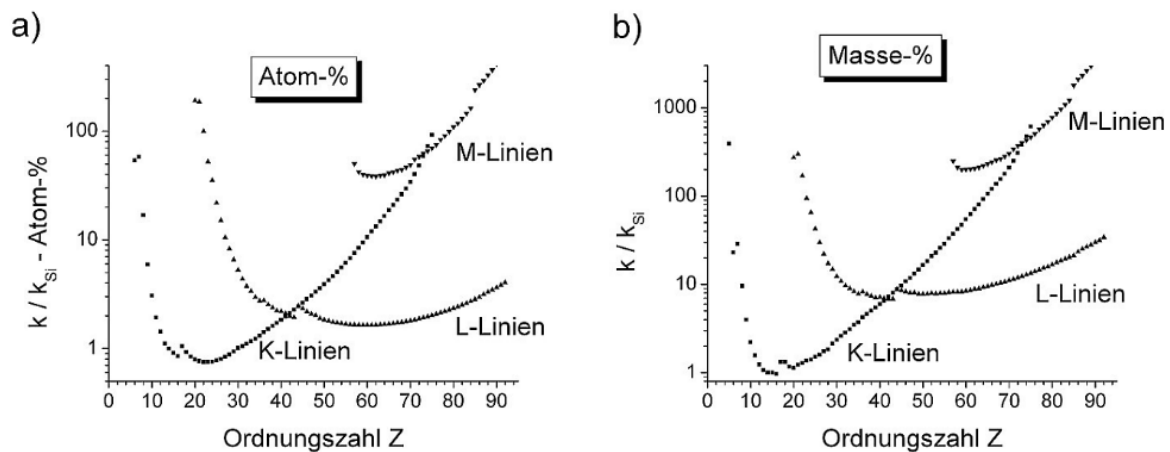 a)
Atom-%
k / kSi - Atom-%
100
10
1
M-Linien
L-Linien
K-Linien
0 10 20 30 40 50 60 70 80 90
Ordnungszahl Z
b)
Masse-%
k / kSi
1000
100
10
1
M-Linien
L-Linien
K-Linien
0 10 20 30 40 50 60 70 80 90
Ordnungszahl Z